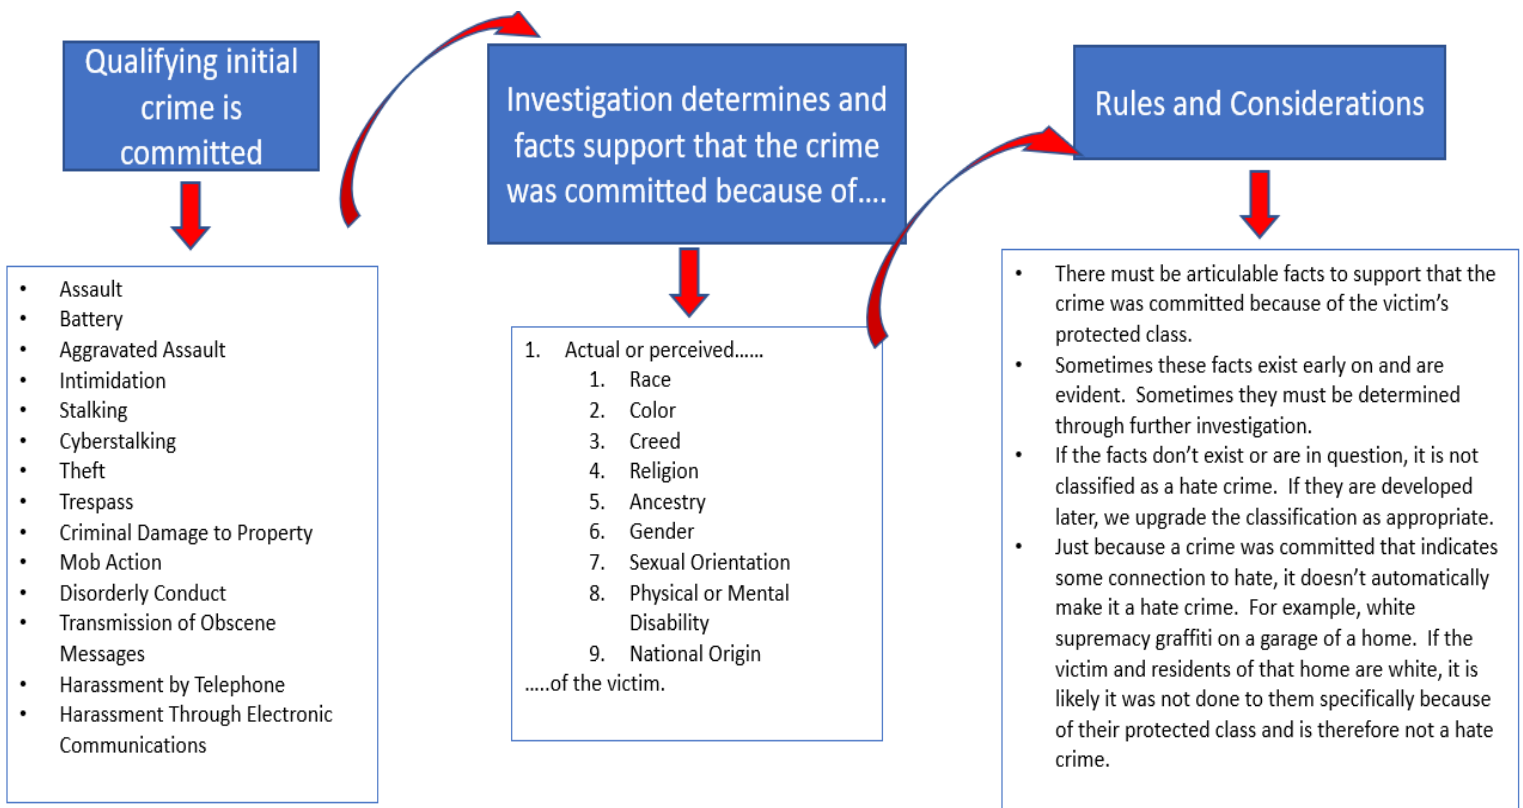 Qualifying initial
crime is
committed
• Assault
• Battery
• Aggravated Assault
• Intimidation
• Stalking
• Cyberstalking
• Theft
• Trespass
• Criminal Damage to Property
• Mob Action
• Disorderly Conduct
• Transmission of Obscene
Messages
• Harassment by Telephone
• Harassment Through Electronic
Communications
Investigation determines and
facts support that the crime
was committed because of....
1. Actual or perceived......
1. Race
2. Color
3. Creed
4. Religion
5. Ancestry
6. Gender
7. Sexual Orientation
8. Physical or Mental
Disability
9. National Origin
.....of the victim.
Rules and Considerations
• There must be articulable facts to support that the
crime was committed because of the victim's
protected class.
• Sometimes these facts exist early on and are
evident. Sometimes they must be determined
through further investigation.
• If the facts don't exist or are in question, it is not
classified as a hate crime. If they are developed
later, we upgrade the classification as appropriate.
• Just because a crime was committed that indicates
some connection to hate, it doesn't automatically
make it a hate crime. For example, white
supremacy graffiti on a garage of a home. If the
victim and residents of that home are white, it is
likely it was not done to them specifically because
of their protected class and is therefore not a hate
crime.